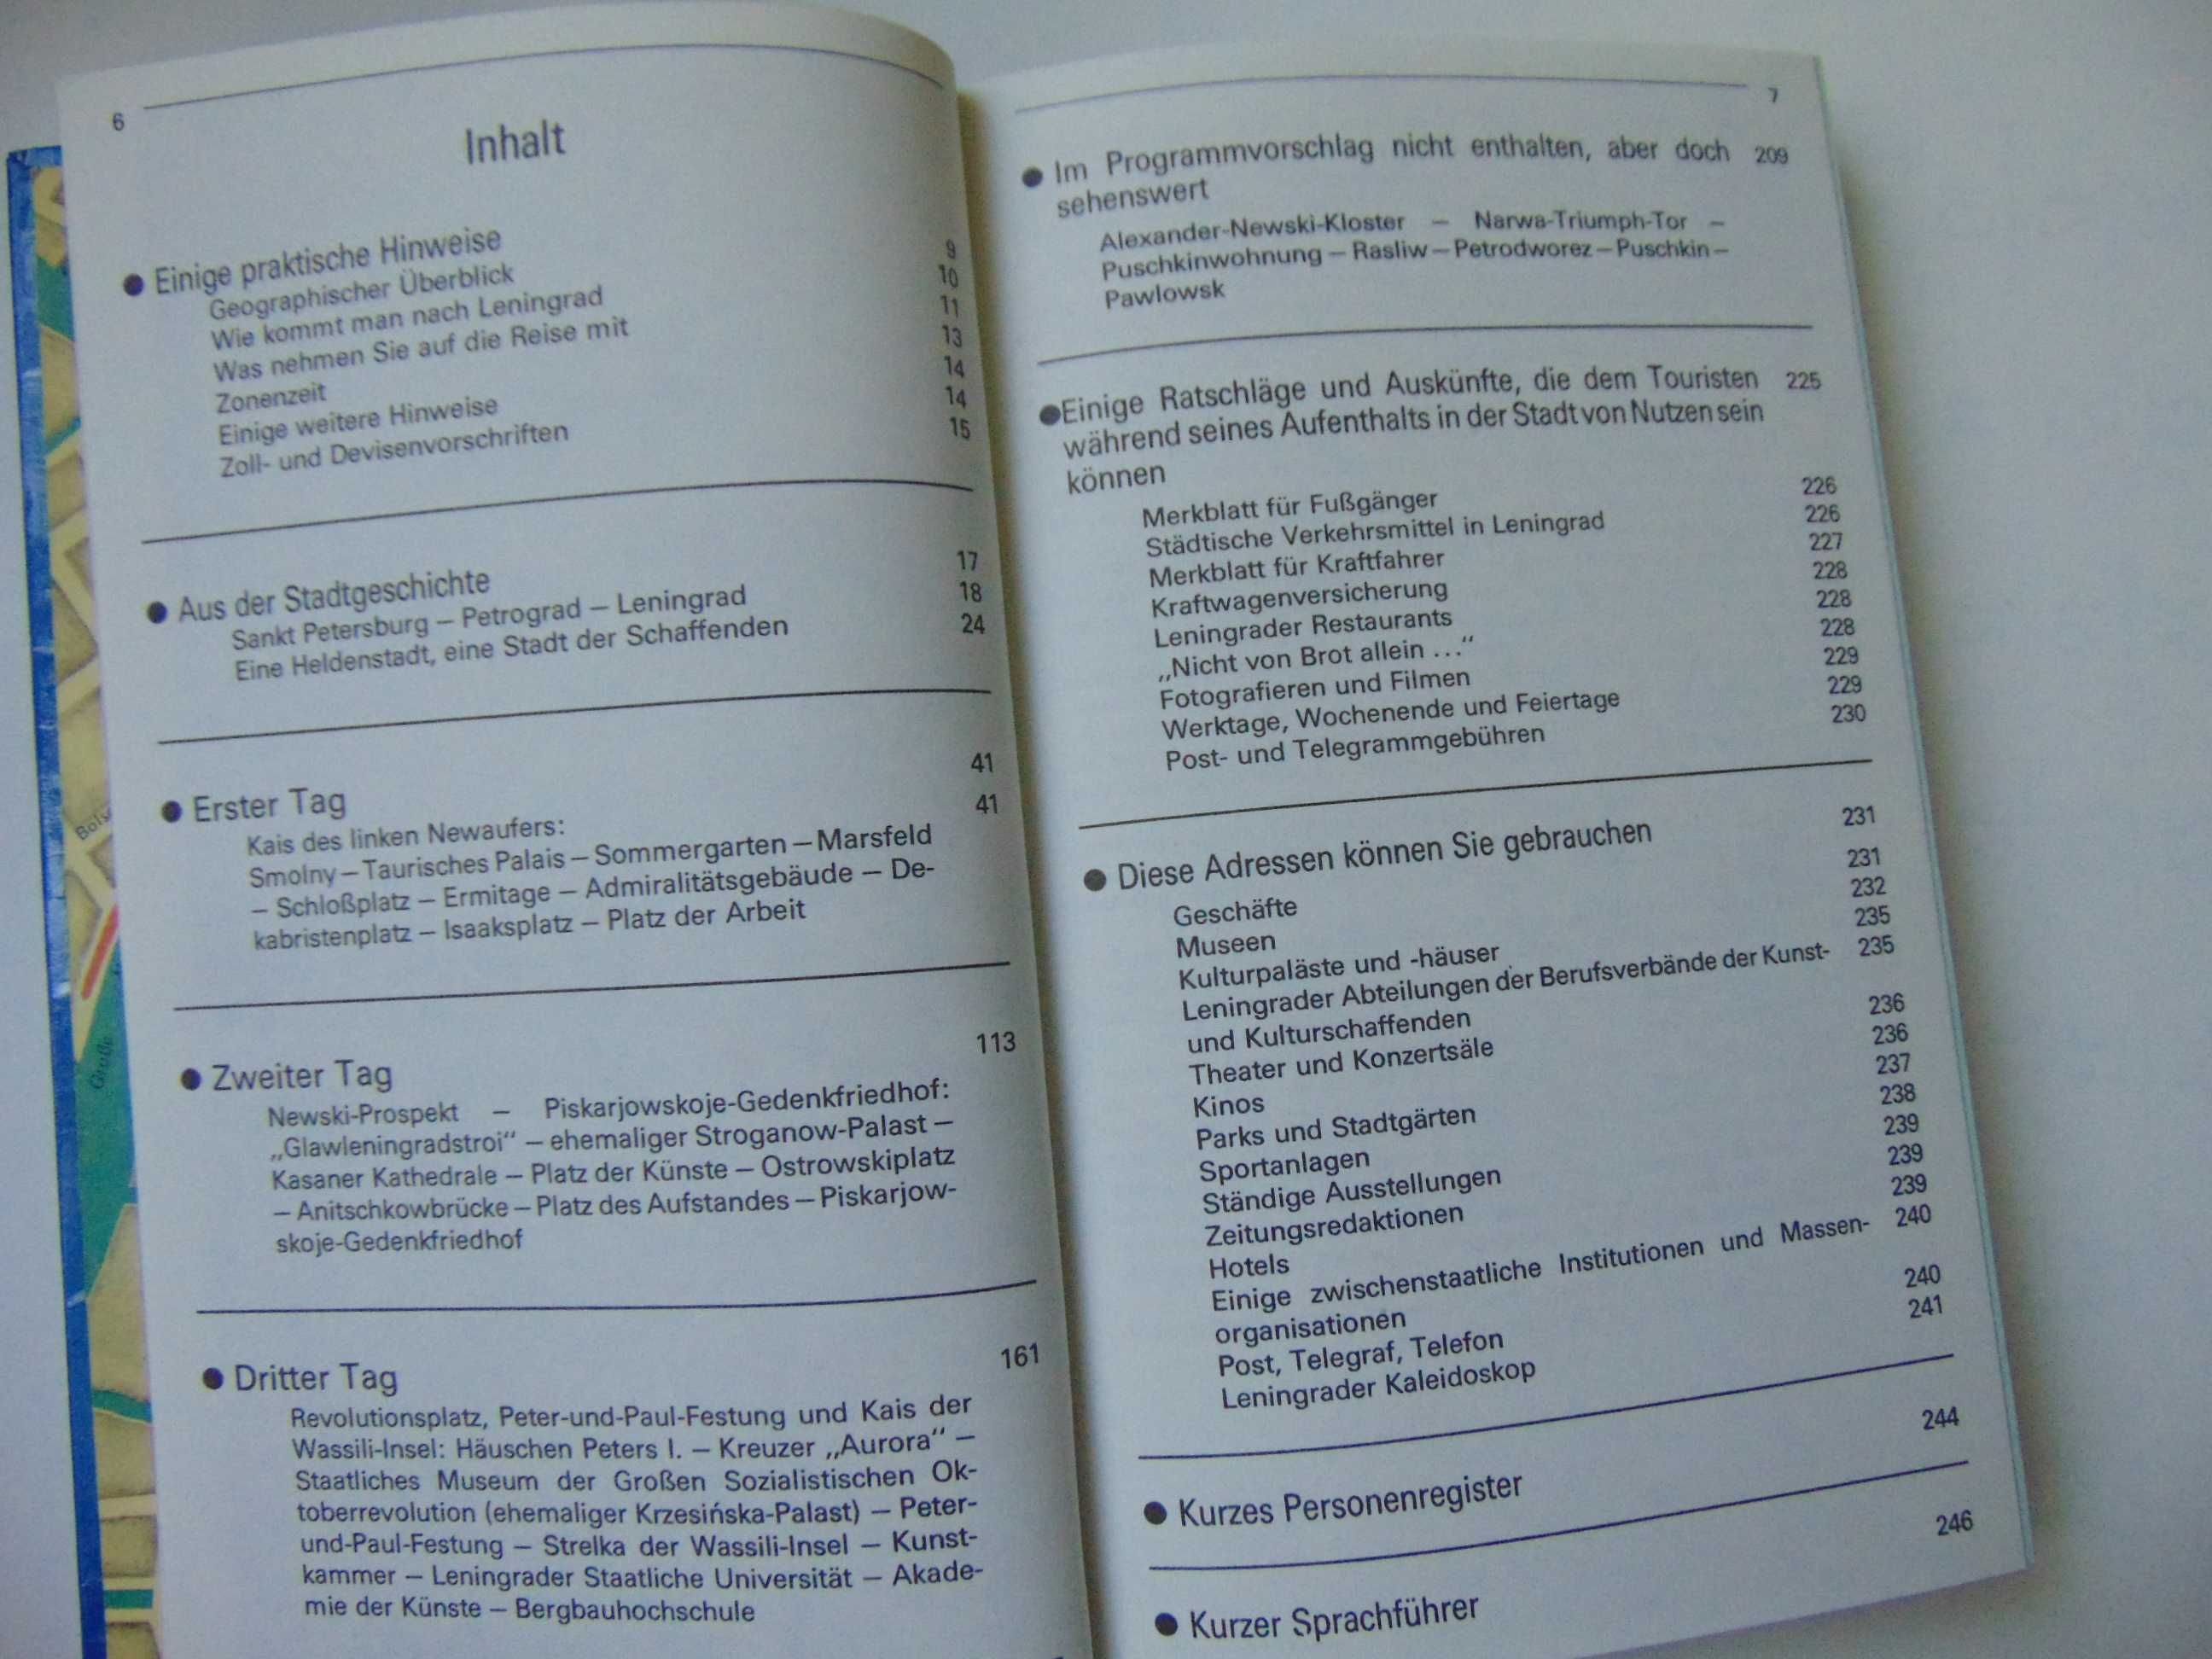 6
Inhalt
● Einige praktische Hinweise 9
Geographischer Überblick 10
Wie kommt man nach Leningrad 11
Was nehmen Sie auf die Reise mit 13
Zonenzeit 14
Einige weitere Hinweise 14
Zoll- und Devisenvorschriften 15
● Aus der Stadtgeschichte 17
Sankt Petersburg – Petrograd – Leningrad 18
Eine Heldenstadt, eine Stadt der Schaffenden 24
● Erster Tag 41
Kais des linken Newaufers: 41
Smolny – Taurisches Palais – Sommergarten – Marsfeld
– Schloßplatz – Ermitage – Admiralitätsgebäude – De-
kabristenplatz – Isaaksplatz – Platz der Arbeit
● Zweiter Tag 113
Newski-Prospekt – Piskarjowskoje-Gedenkfriedhof:
„Glawleningradstroi“ – ehemaliger Stroganow-Palast –
Kasaner Kathedrale – Platz der Künste – Ostrowskiplatz
– Anitschkowbrücke – Platz des Aufstandes – Piskarjow-
skoje-Gedenkfriedhof
● Dritter Tag 161
Revolutionsplatz, Peter-und-Paul-Festung und Kais der
Wassili-Insel: Häuschen Peters I. – Kreuzer „Aurora“ –
Staatliches Museum der Großen Sozialistischen Ok-
toberrevolution (ehemaliger Krzesińska-Palast) – Peter-
und-Paul-Festung – Strelka der Wassili-Insel – Kunst-
kammer – Leningrader Staatliche Universität – Akade-
mie der Künste – Bergbauhochschule
7
● Im Programmvorschlag nicht enthalten, aber doch 209
sehenswert
Alexander-Newski-Kloster – Narwa-Triumph-Tor –
Puschkinwohnung – Rasliw – Petrodworez – Puschkin –
Pawlowsk
● Einige Ratschläge und Auskünfte, die dem Touristen 225
während seines Aufenthalts in der Stadt von Nutzen sein
können
Merkblatt für Fußgänger 226
Städtische Verkehrsmittel in Leningrad 226
Merkblatt für Kraftfahrer 227
Kraftwagenversicherung 228
Leningrader Restaurants 228
„Nicht von Brot allein ...“ 228
Fotografieren und Filmen 229
Werktage, Wochenende und Feiertage 229
Post- und Telegrammgebühren 230
● Diese Adressen können Sie gebrauchen 231
Geschäfte 231
Museen 232
Kulturpaläste und -häuser 235
Leningrader Abteilungen der Berufsverbände der Kunst- 235
und Kulturschaffenden
Theater und Konzertsäle 236
Kinos 236
Parks und Stadtgärten 237
Sportanlagen 238
Ständige Ausstellungen 239
Zeitungsredaktionen 239
Hotels 239
Einige zwischenstaatliche Institutionen und Massen- 240
organisationen
Post, Telegraf, Telefon 240
Leningrader Kaleidoskop 241
● Kurzes Personenregister 244
● Kurzer Sprachführer 246